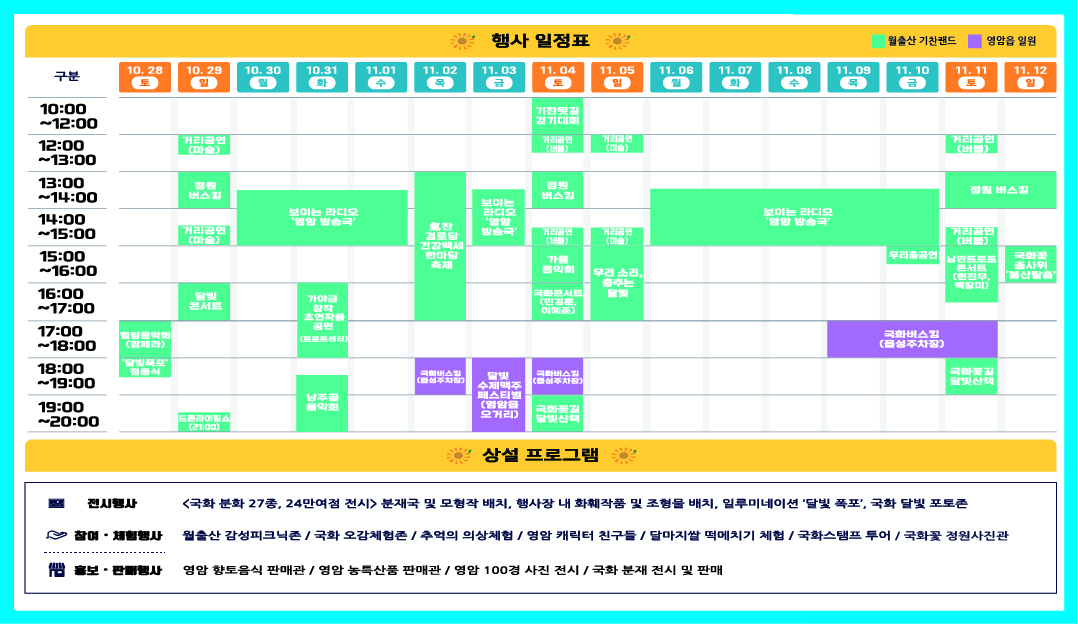 행사 일정표
월출산 기찬랜드
영암읍 일원
구분
10. 28 10. 29 10. 30 10.31 11.01 11. 02 11. 03 11. 04 11. 05 11. 06 11. 07 11. 08 11. 09 11. 10 11. 11 11. 12
토 일 월 화 수 목 금 토 일 월 화 수 목 금 토 일
10:00
~12:00
기찬묏길
걷기대회
12:00
~13:00
거리공연
(마술)
거리공연
(버블)
거리공연
(마술)
거리공연
(버블)
13:00
~14:00
정원
버스킹
정원
버스킹
정원 버스킹
14:00
~15:00
보이는 라디오
'영암 방송국'
氣찬
경로당
건강백세
한마당
축제
보이는
라디오
'영암
방송국'
보이는 라디오
'영암 방송국'
거리공연
(마술)
거리공연
(버블)
거리공연
(마술)
거리공연
(버블)
15:00
~16:00
가을
음악회
우리 소리,
춤추는
달빛
우리춤공연
낭만트로트
콘서트
(현진우,
백장미)
국화꽃
춤사위
16:00
~17:00
달빛
콘서트
가야금
창작
초연작품
공연
(트로트센터)
국화콘서트
(민경훈,
이예준)
17:00
~18:00
힐링음악회
(팝페라)
국화버스킹
(읍성주차장)
18:00
~19:00
'달빛폭포'
점등식
국화버스킹
(읍성주차장)
달빛
수제맥주
페스티벌
(영암읍
오거리)
국화버스킹
(읍성주차장)
국화꽃길
달빛산책
19:00
~20:00
드론라이팅쇼
(21:00)
남주골
음악회
국화꽃길
달빛산책
상설 프로그램
전시행사 <국화 분화 27종, 24만여점 전시> 분재국 및 모형작 배치, 행사장 내 화훼작품 및 조형물 배치, 일루미네이션 '달빛 폭포', 국화 달빛 포토존
참여·체험행사 월출산 감성피크닉존 / 국화 오감체험존 / 추억의 의상체험 / 영암 캐릭터 친구들 / 달마지쌀 떡메치기 체험 / 국화스탬프 투어 / 국화꽃 정원사진관
홍보·판매행사 영암 향토음식 판매관 / 영암 농특산품 판매관 / 영암 100경 사진 전시 / 국화 분재 전시 및 판매